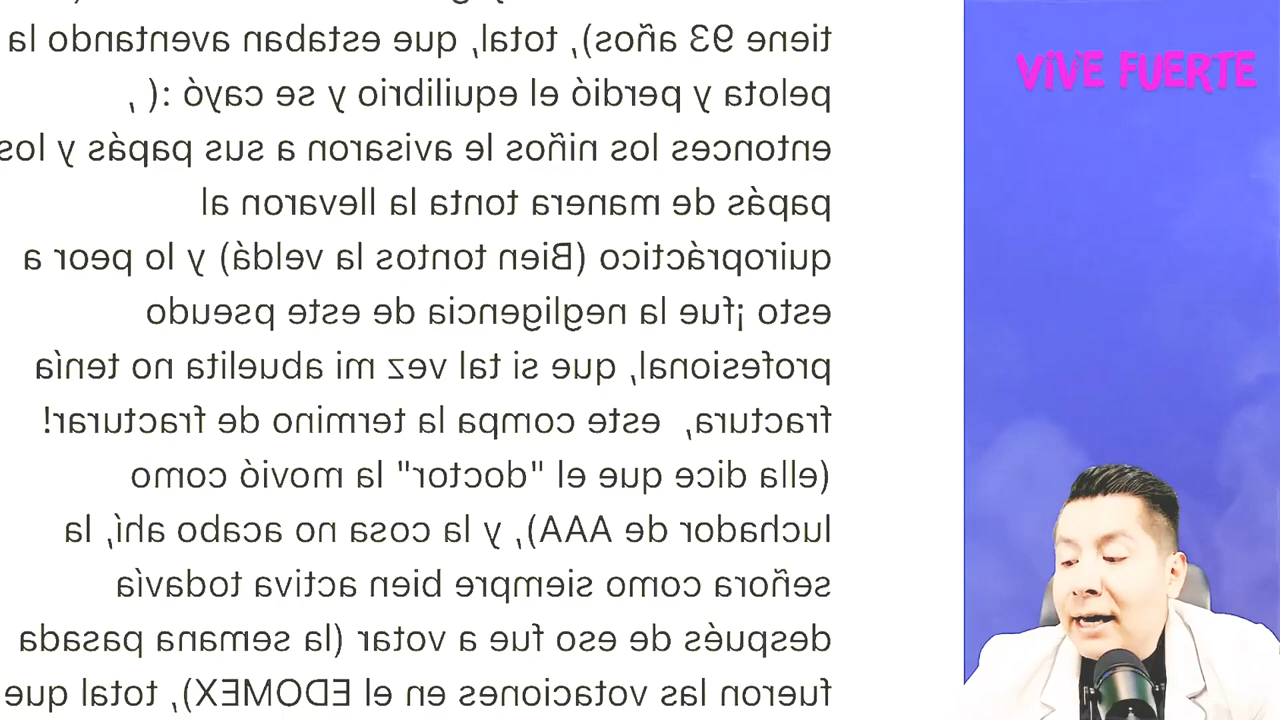 tiene 93 años), total, que estaban aventando la
pelota y perdió el equilibrio y se cayó :( ,
entonces los niños le avisaron a sus papás y los
papás de manera tonta la llevaron al
quiropráctico (Bien tontos la veldá) y lo peor a
esto ¡fue la negligencia de este pseudo
profesional, que si tal vez mi abuelita no tenía
fractura,  este compa la termino de fracturar!
(ella dice que el "doctor" la movió como
luchador de AAA), y la cosa no acabo ahí, la
señora como siempre bien activa todavía
después de eso fue a votar (la semana pasada
fueron las votaciones en el EDOMEX), total que
VIVE FUERTE